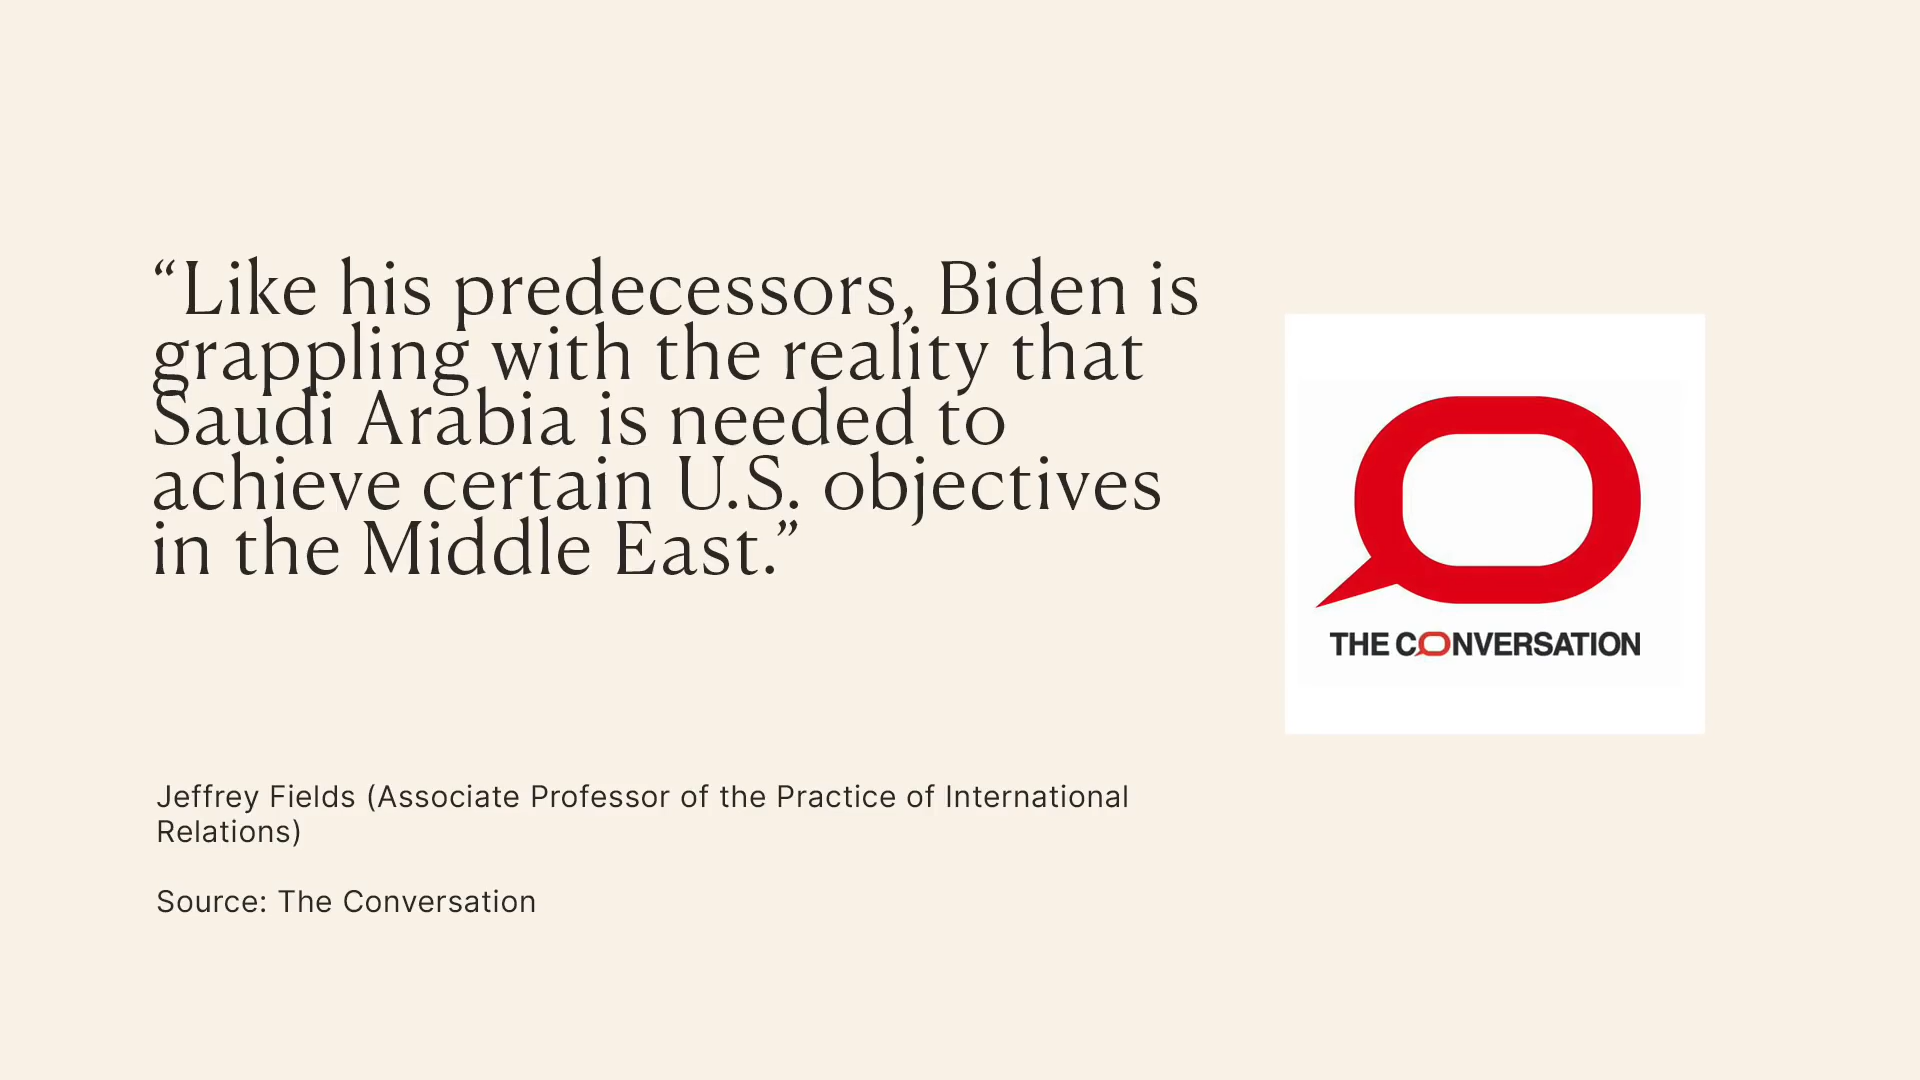 “Like his predecessors, Biden is
grappling with the reality that
Saudi Arabia is needed to
achieve certain U.S. objectives
in the Middle East.”
THE CONVERSATION
Jeffrey Fields (Associate Professor of the Practice of International
Relations)
Source: The Conversation